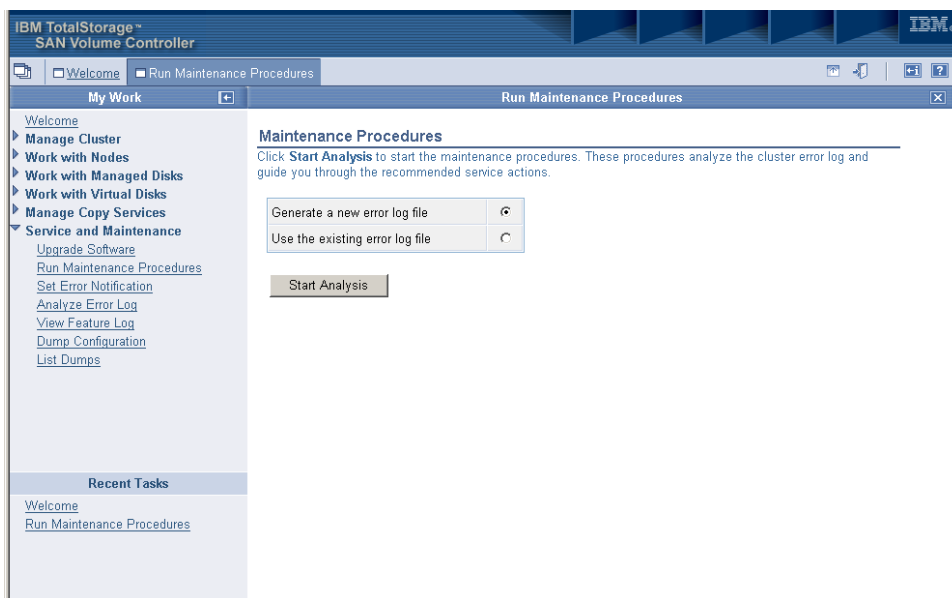 IBM TotalStorage™
SAN Volume Controller
IBM
Welcome
Run Maintenance Procedures
My Work
Run Maintenance Procedures
Welcome
Manage Cluster
Work with Nodes
Work with Managed Disks
Work with Virtual Disks
Manage Copy Services
Service and Maintenance
Upgrade Software
Run Maintenance Procedures
Set Error Notification
Analyze Error Log
View Feature Log
Dump Configuration
List Dumps
Recent Tasks
Welcome
Run Maintenance Procedures
Maintenance Procedures
Click Start Analysis to start the maintenance procedures. These procedures analyze the cluster error log and
guide you through the recommended service actions.
Generate a new error log file
Use the existing error log file
Start Analysis